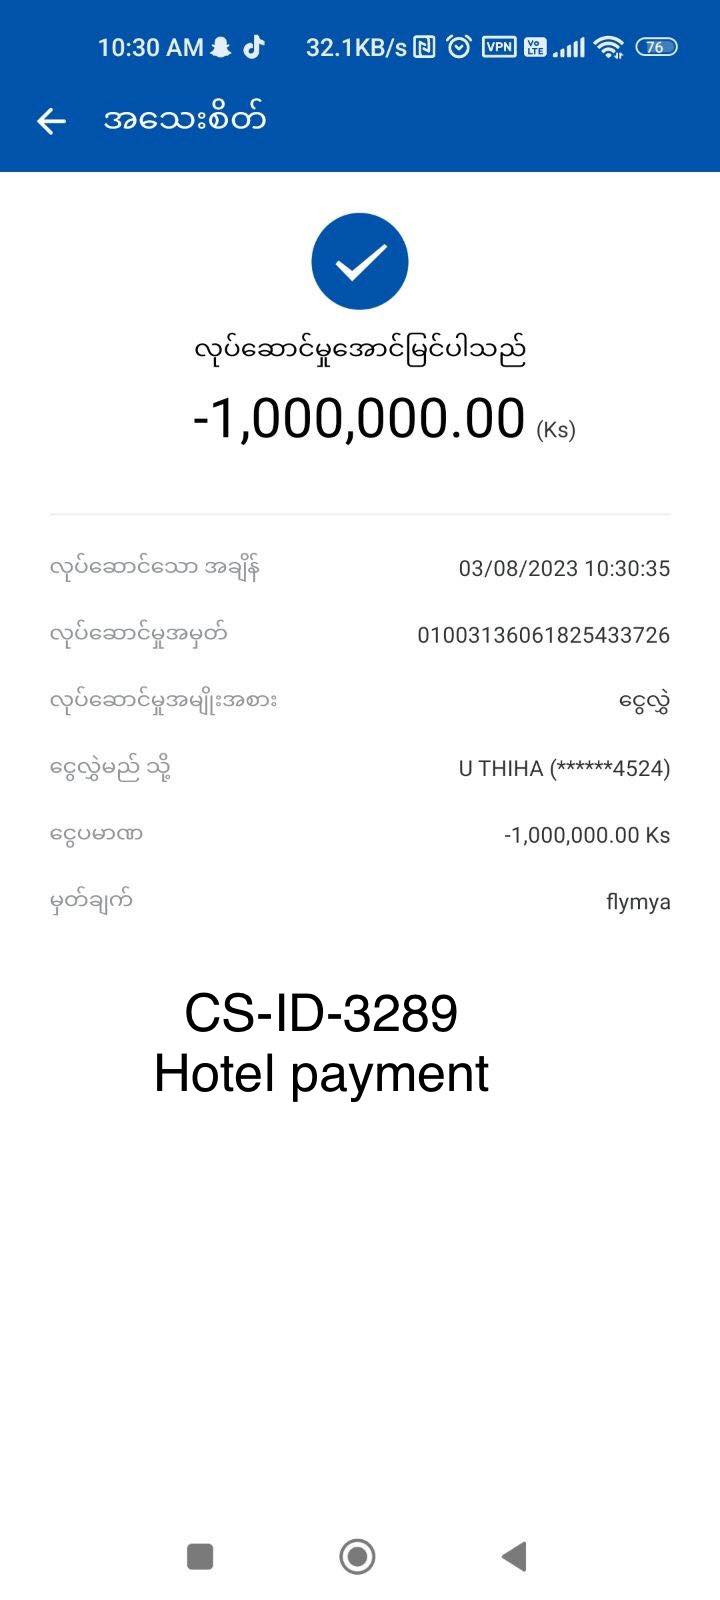 10:30 AM 32.1KB/s VPN Vo LTE 76
အသေးစိတ်
လုပ်ဆောင်မှုအောင်မြင်ပါသည်
-1,000,000.00 (Ks)
လုပ်ဆောင်သော အချိန် 03/08/2023 10:30:35
လုပ်ဆောင်မှုအမှတ် 01003136061825433726
လုပ်ဆောင်မှုအမျိုးအစား ငွေလွှဲ
ငွေလွှဲမည် သို့ U THIHA (******4524)
ငွေပမာဏ -1,000,000.00 Ks
မှတ်ချက် flymya
CS-ID-3289
Hotel payment